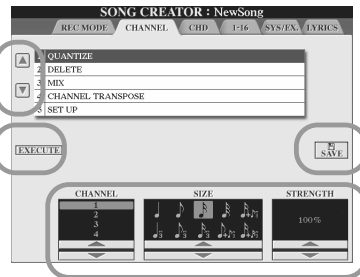 SONG CREATOR : NewSong
REC MODE CHANNEL CHD 1-16 SYS/EX. LYRICS
1 QUANTIZE
2 DELETE
3 MIX
4 CHANNEL TRANSPOSE
5 SET UP
EXECUTE
SAVE
CHANNEL SIZE STRENGTH
1
2
3
4
100%